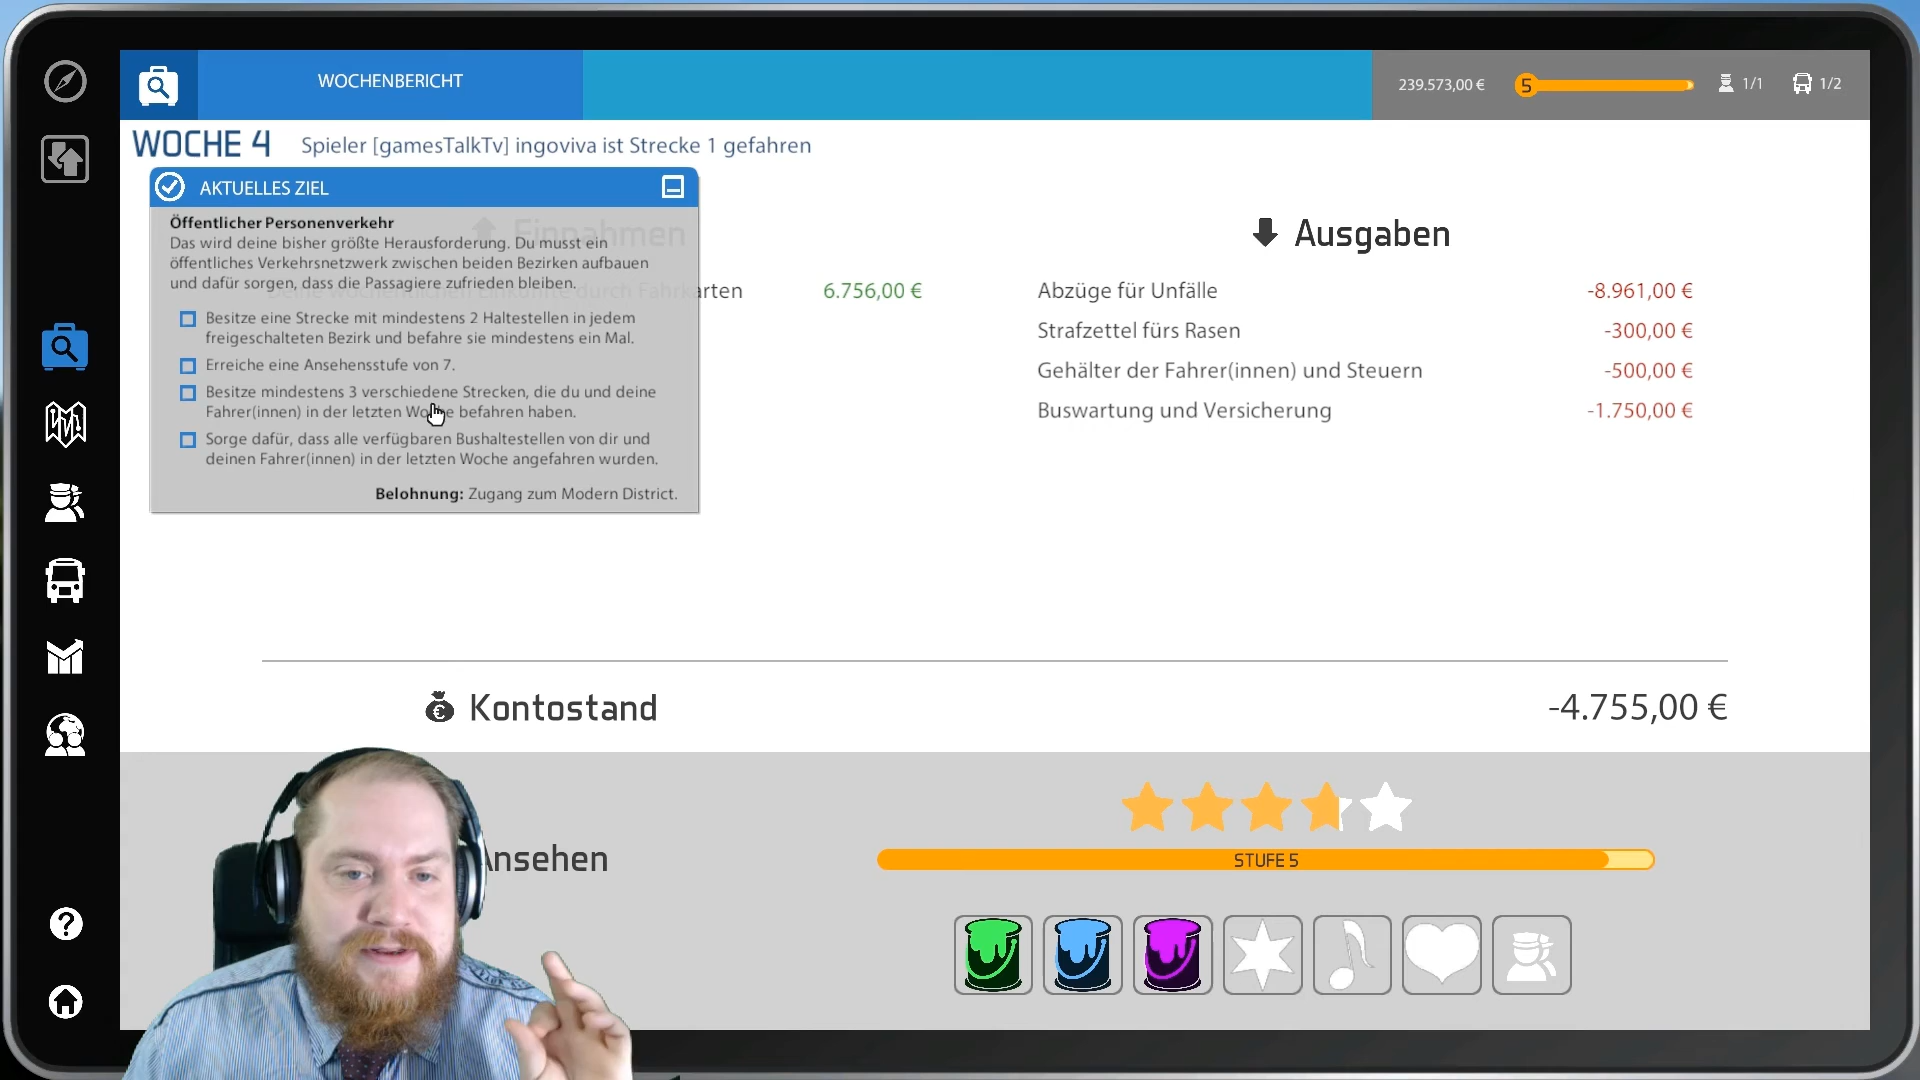 WOCHENBERICHT
239.573,00 €
5
1/1
1/2
WOCHE 4
Spieler [gamesTalkTv] ingoviva ist Strecke 1 gefahren
AKTUELLES ZIEL
Öffentlicher Personenverkehr
Das wird deine bisher größte Herausforderung. Du musst ein
öffentliches Verkehrsnetzwerk zwischen beiden Bezirken aufbauen
und dafür sorgen, dass die Passagiere zufrieden bleiben.
Besitze eine Strecke mit mindestens 2 Haltestellen in jedem
freigeschalteten Bezirk und befahre sie mindestens ein Mal.
Erreiche eine Ansehensstufe von 7.
Besitze mindestens 3 verschiedene Strecken, die du und deine
Fahrer(innen) in der letzten Woche befahren haben.
Sorge dafür, dass alle verfügbaren Bushaltestellen von dir und
deinen Fahrer(innen) in der letzten Woche angefahren wurden.
Belohnung: Zugang zum Modern District.
Einnahmen
Deine wöchentlichen Einkünfte durch Fahrkarten
6.756,00 €
Ausgaben
Abzüge für Unfälle
-8.961,00 €
Strafzettel fürs Rasen
-300,00 €
Gehälter der Fahrer(innen) und Steuern
-500,00 €
Buswartung und Versicherung
-1.750,00 €
Kontostand
-4.755,00 €
Ansehen
STUFE 5